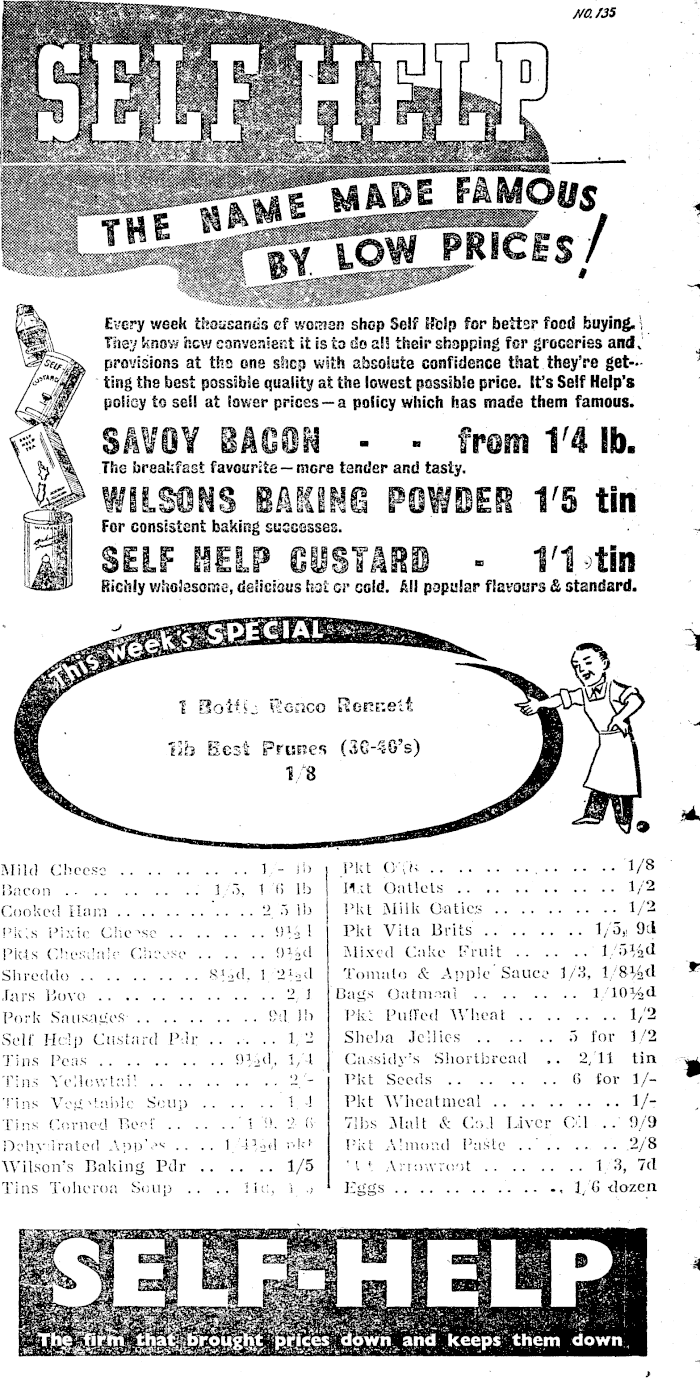 NO. 135
SELF HELP
THE NAME MADE FAMOUS
BY LOW PRICES!
Every week thousands of women shop Self Help for better food buying.
They know how convenient it is to do all their shopping for groceries and
provisions at the one shop with absolute confidence that they're get-
ting the best possible quality at the lowest possible price. It's Self Help's
policy to sell at lower prices—a policy which has made them famous.
SAVOY BACON - - from 1'4 lb.
The breakfast favourite—more tender and tasty.
WILSONS BAKING POWDER 1'5 tin
For consistent baking successes.
SELF HELP CUSTARD - 1'1 tin
Richly wholesome, delicious hot or cold. All popular flavours & standard.
This week's SPECIAL
1 Bottle Renco Rennett
1lb Best Prunes (30-40's)
1/8
Mild Cheese .. .. .. .. .. 1/- lb
Bacon .. .. .. .. .. 1/5, 1/6 lb
Cooked Ham .. .. .. .. .. 2/5 lb
Pkts Pixie Cheese .. .. .. .. 9½d
Pkts Chesdale Cheese .. .. .. 9½d
Shreddo .. .. .. .. 8½d, 1/2½d
Jars Bovo .. .. .. .. .. .. 2/1
Pork Sausages .. .. .. .. 9d lb
Self Help Custard Pdr .. .. .. 1/2
Tins Peas .. .. .. .. 9½d, 1/4
Tins Yellowtail .. .. .. .. .. 2/-
Tins Vegetable Soup .. .. .. 1/4
Tins Corned Beef .. .. .. 1/9, 2/6
Dehydrated Apples .. .. 1/4½d pkt
Wilson's Baking Pdr .. .. .. 1/5
Tins Toheroa Soup .. .. 11d,
Pkt .. .. .. .. .. .. .. 1/8
Pkt Oatlets .. .. .. .. .. .. 1/2
Pkt Milk Oaties .. .. .. .. .. 1/2
Pkt Vita Brits .. .. .. .. 1/5, 9d
Mixed Cake Fruit .. .. .. 1/5½d
Tomato & Apple Sauce 1/3, 1/8½d
Bags Oatmeal .. .. .. .. 1/10½d
Pkt Puffed Wheat .. .. .. .. 1/2
Sheba Jellies .. .. .. 5 for 1/2
Cassidy's Shortbread .. 2/11 tin
Pkt Seeds .. .. .. .. 6 for 1/-
Pkt Wheatmeal .. .. .. .. .. 1/-
7lbs Malt & Cod Liver Oil .. 9/9
Pkt Almond Paste .. .. .. .. 2/8
Pkt Arrowroot .. .. .. .. 1/3, 7d
Eggs .. .. .. .. .. .. 1/6 dozen
SELF-HELP
The firm that brought prices down and keeps them down